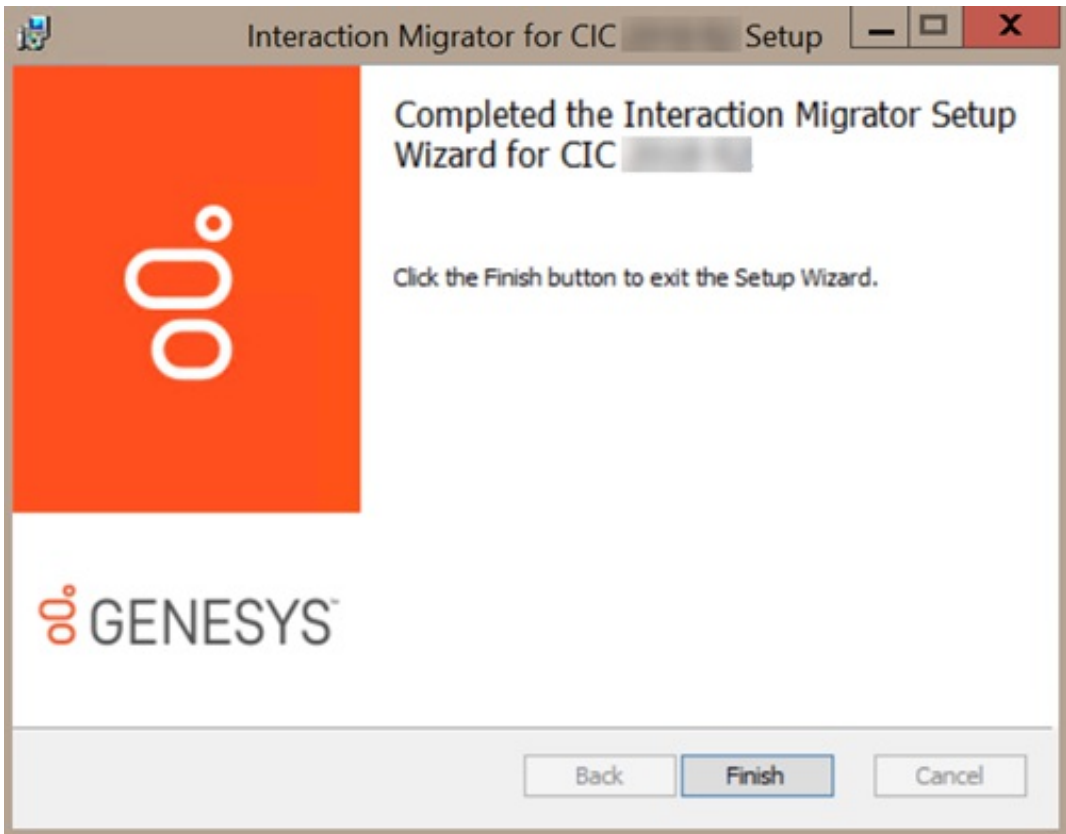 Interaction Migrator for CIC Setup
Completed the Interaction Migrator Setup
Wizard for CIC
Click the Finish button to exit the Setup Wizard.
GENESYS™
Back
Finish
Cancel